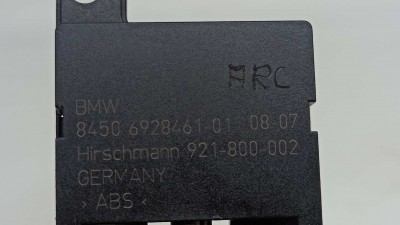 ARC
BMW
8450 6928461-01 08-07
Hirschmann 921-800-002
GERMANY
> ABS <